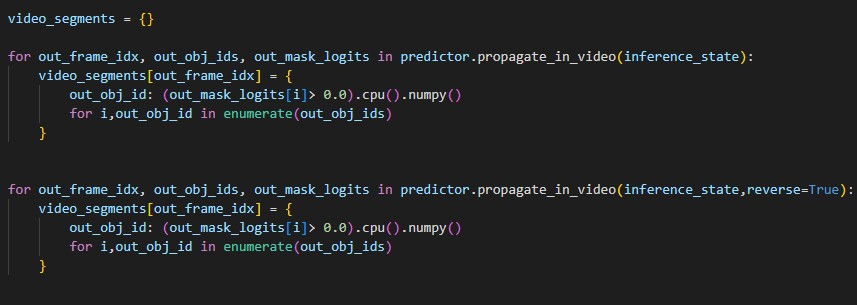 video_segments = {}
for out_frame_idx, out_obj_ids, out_mask_logits in predictor.propagate_in_video(inference_state):
    video_segments[out_frame_idx] = {
        out_obj_id: (out_mask_logits[i]> 0.0).cpu().numpy()
        for i,out_obj_id in enumerate(out_obj_ids)
    }
for out_frame_idx, out_obj_ids, out_mask_logits in predictor.propagate_in_video(inference_state,reverse=True):
    video_segments[out_frame_idx] = {
        out_obj_id: (out_mask_logits[i]> 0.0).cpu().numpy()
        for i,out_obj_id in enumerate(out_obj_ids)
    }